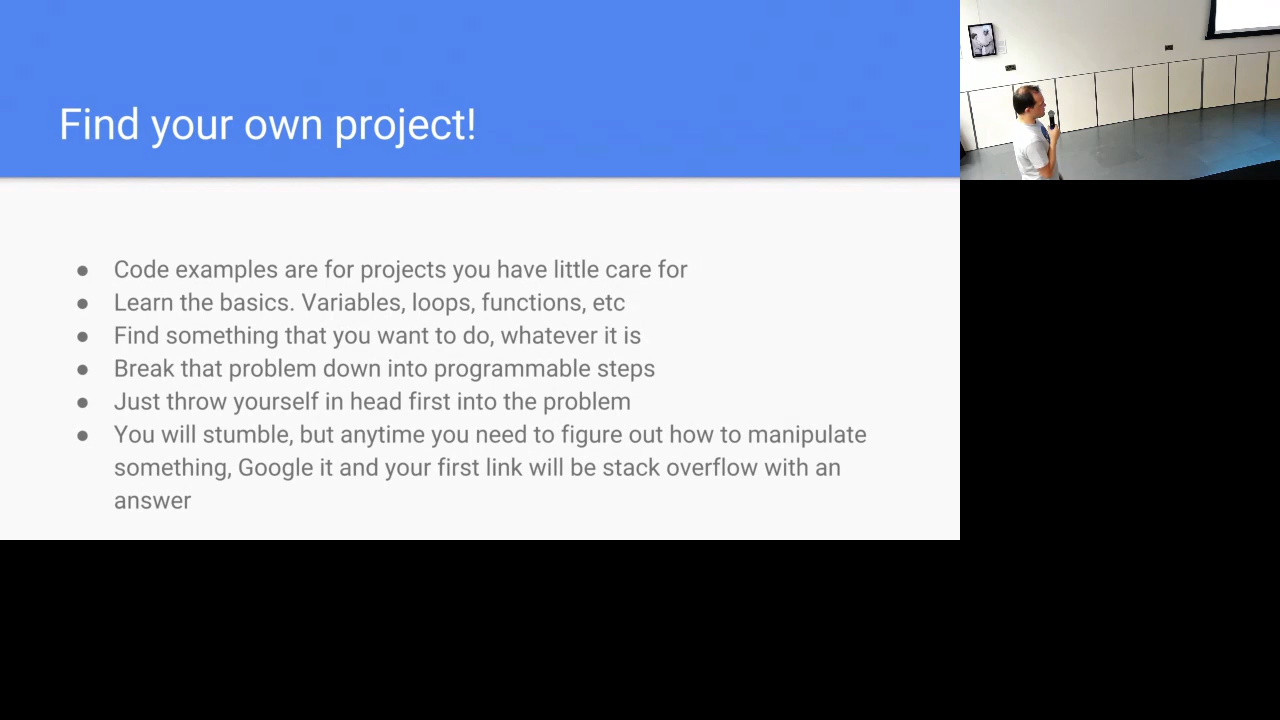 Find your own project!
● Code examples are for projects you have little care for
● Learn the basics. Variables, loops, functions, etc
● Find something that you want to do, whatever it is
● Break that problem down into programmable steps
● Just throw yourself in head first into the problem
● You will stumble, but anytime you need to figure out how to manipulate
something, Google it and your first link will be stack overflow with an
answer